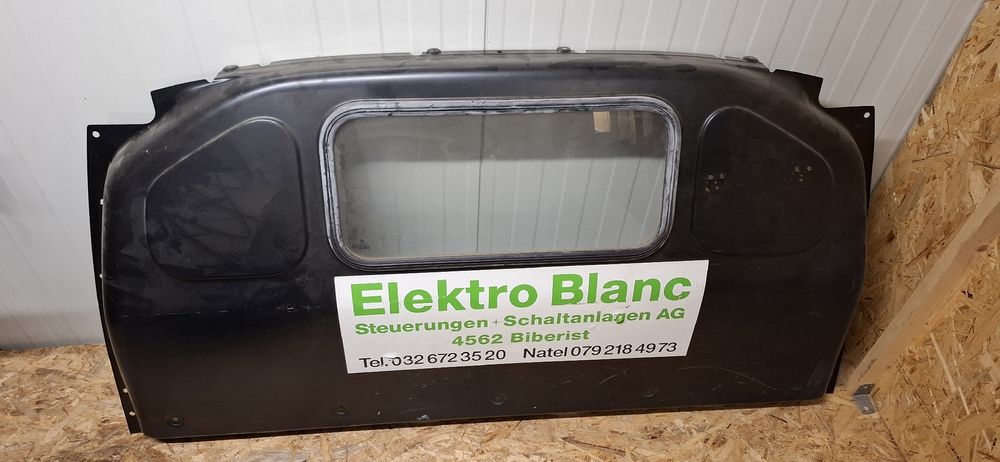 Elektro Blanc
Steuerungen + Schaltanlagen AG
4562 Biberist
Tel. 032 672 35 20 Natel 079 218 49 73